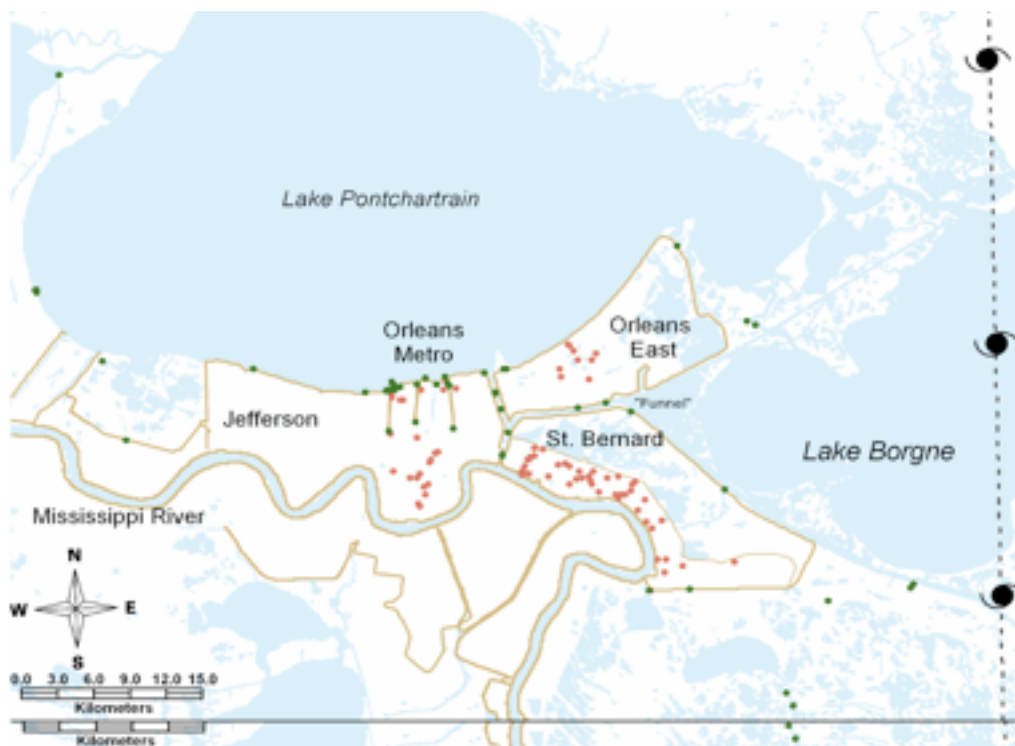 Lake Pontchartrain
Orleans
Metro
Orleans
East
Jefferson
"Funnel"
St. Bernard
Lake Borgne
Mississippi River
N
W
E
S
0.0 3.0 6.0 9.0 12.0 15.0
Kilometers
Kilometers